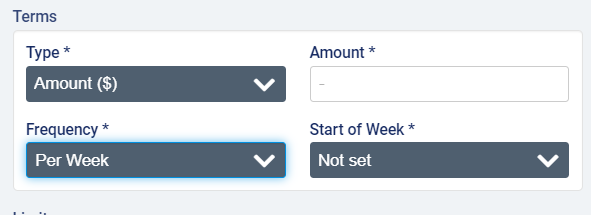 Terms
Type *
Amount *
Amount ($)
-
Frequency *
Start of Week *
Per Week
Not set